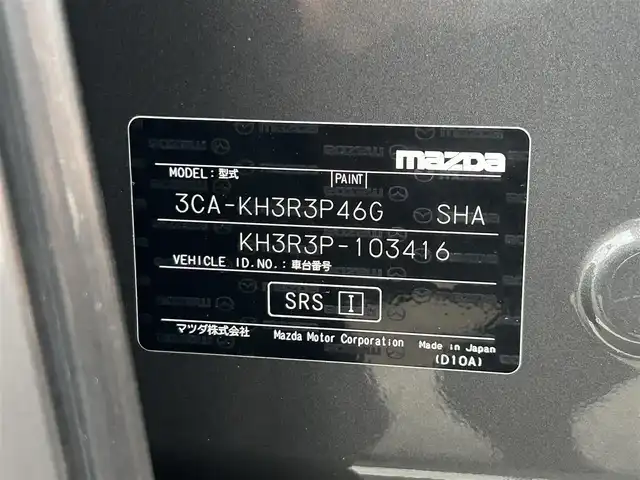 mazda
MODEL: 型式 PAINT
3CA-KH3R3P46G SHA
KH3R3P-103416
VEHICLE ID.NO.: 車台番号
SRS I
マツダ株式会社 Mazda Motor Corporation Made in Japan
(D10A)